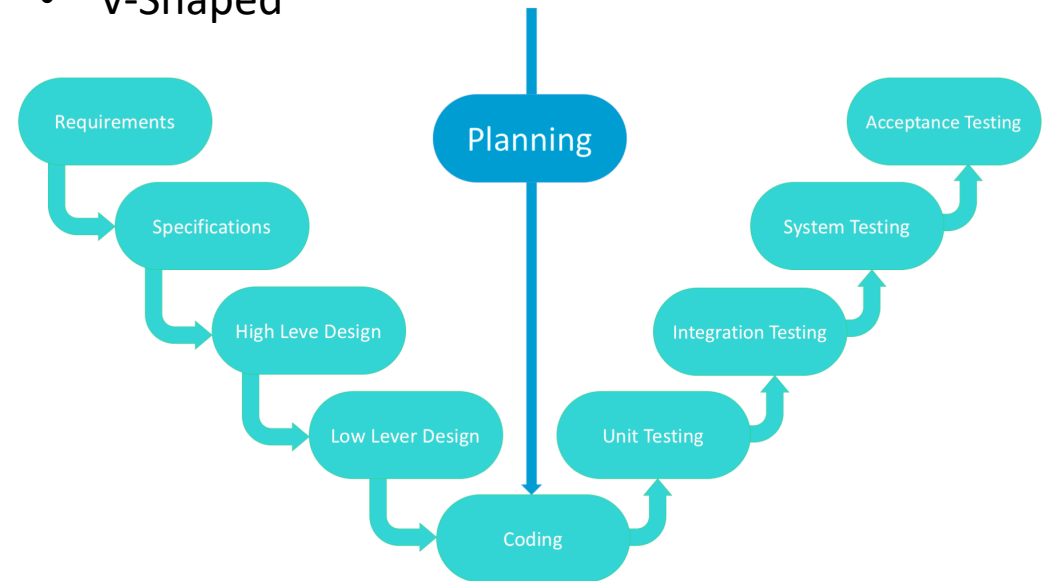 • V-Shaped
Requirements
Planning
Acceptance Testing
Specifications
System Testing
High Leve Design
Integration Testing
Low Lever Design
Unit Testing
Coding